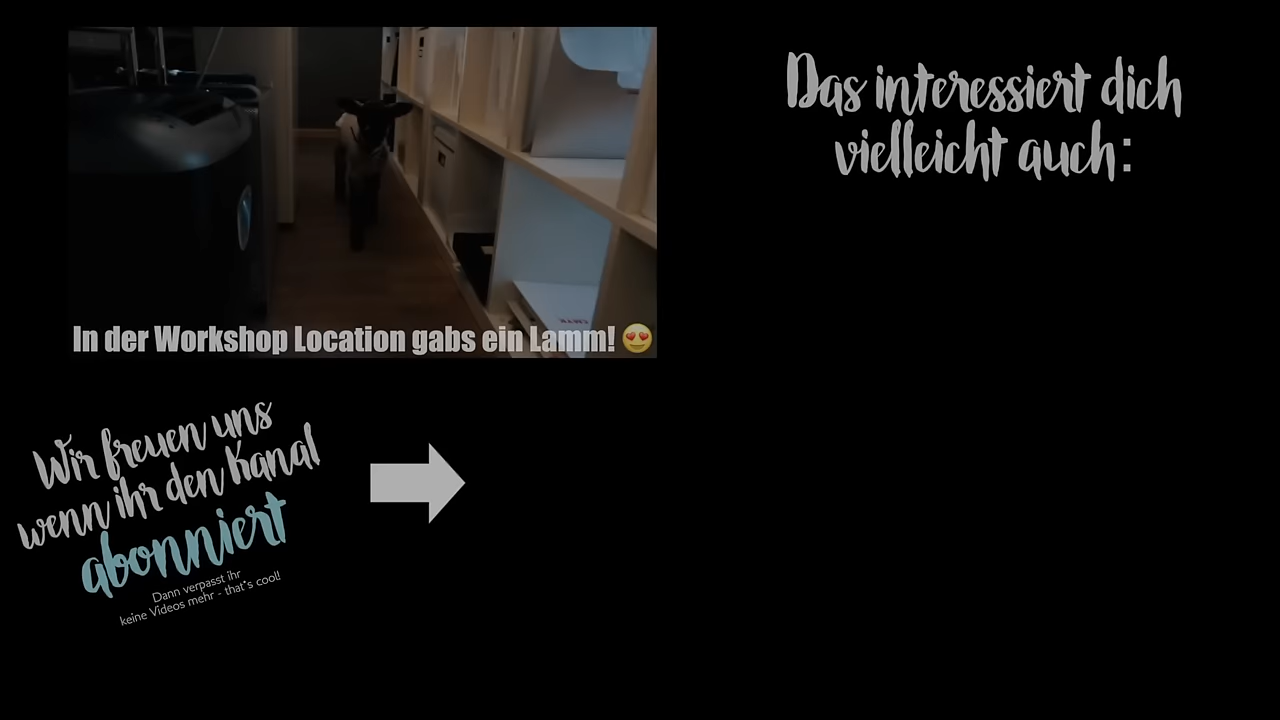 Das interessiert dich
vielleicht auch:
In der Workshop Location gabs ein Lamm! 😍
Wir freuen uns
wenn ihr den Kanal
abonniert
Dann verpasst ihr
keine Videos mehr - that's cool!